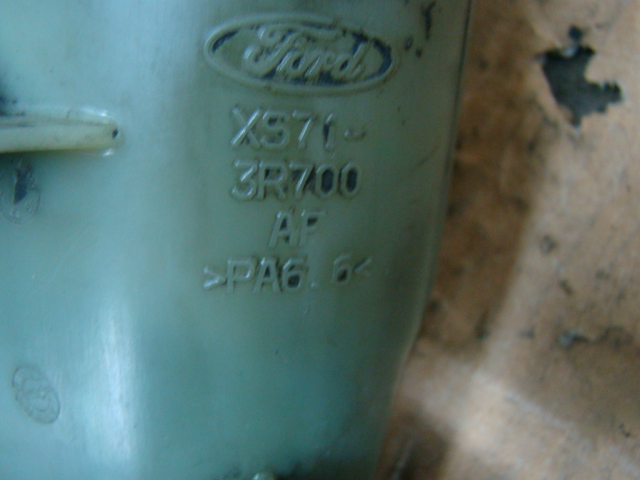 Ford
XS71-
3R700
AF
>PA6.6<